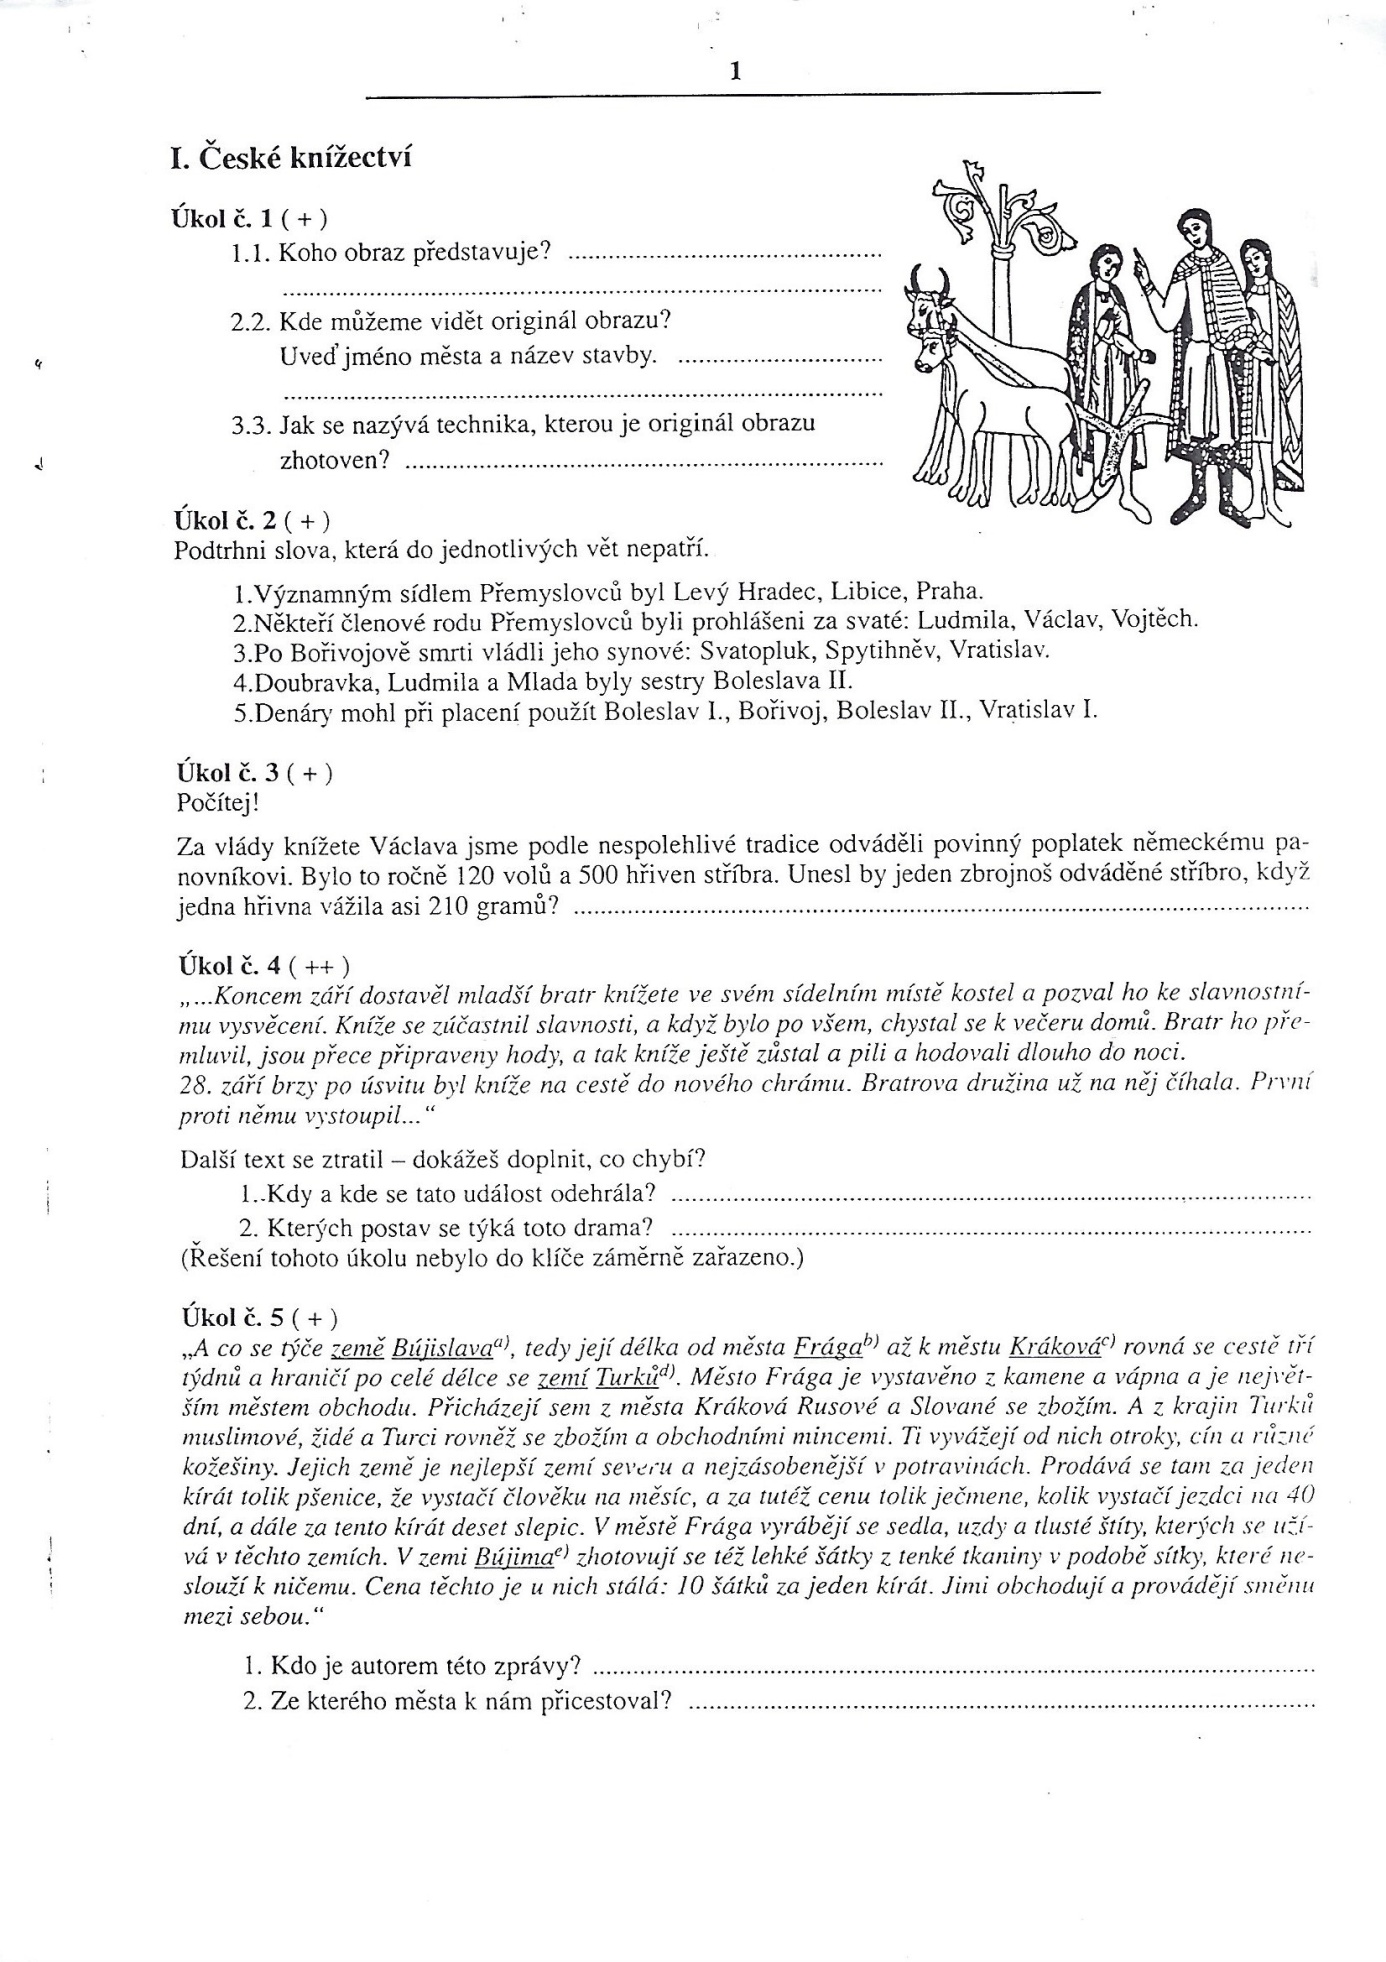 1
I. České knížectví
Úkol č. 1 ( + )
1.1. Koho obraz představuje? ..............................................
..........................................................................................
2.2. Kde můžeme vidět originál obrazu?
Uveď jméno města a název stavby. ..............................
..........................................................................................
3.3. Jak se nazývá technika, kterou je originál obrazu
zhotoven? ......................................................................
Úkol č. 2 ( + )
Podtrhni slova, která do jednotlivých vět nepatří.
1.Významným sídlem Přemyslovců byl Levý Hradec, Libice, Praha.
2.Někteří členové rodu Přemyslovců byli prohlášeni za svaté: Ludmila, Václav, Vojtěch.
3.Po Bořivojově smrti vládli jeho synové: Svatopluk, Spytihněv, Vratislav.
4.Doubravka, Ludmila a Mlada byly sestry Boleslava II.
5.Denáry mohl při placení použít Boleslav I., Bořivoj, Boleslav II., Vratislav I.
Úkol č. 3 ( + )
Počítej!
Za vlády knížete Václava jsme podle nespolehlivé tradice odváděli povinný poplatek německému pa-
novníkovi. Bylo to ročně 120 volů a 500 hřiven stříbra. Unesl by jeden zbrojnoš odváděné stříbro, když
jedna hřivna vážila asi 210 gramů? ..............................................................................................................
Úkol č. 4 ( ++ )
„...Koncem září dostavěl mladší bratr knížete ve svém sídelním místě kostel a pozval ho ke slavnostní-
mu vysvěcení. Kníže se zúčastnil slavnosti, a když bylo po všem, chystal se k večeru domů. Bratr ho pře-
mluvil, jsou přece připraveny hody, a tak kníže ještě zůstal a pili a hodovali dlouho do noci.
28. září brzy po úsvitu byl kníže na cestě do nového chrámu. Bratrova družina už na něj číhala. První
proti němu vystoupil...“
Další text se ztratil – dokážeš doplnit, co chybí?
1..Kdy a kde se tato událost odehrála? ................................................................................................
2. Kterých postav se týká toto drama? ................................................................................................
(Řešení tohoto úkolu nebylo do klíče záměrně zařazeno.)
Úkol č. 5 ( + )
„A co se týče země Bújislavaa), tedy její délka od města Frágab) až k městu Krákovác) rovná se cestě tří
týdnů a hraničí po celé délce se zemí Turkůd). Město Frága je vystavěno z kamene a vápna a je největ-
ším městem obchodu. Přicházejí sem z města Kráková Rusové a Slované se zbožím. A z krajin Turků
muslimové, židé a Turci rovněž se zbožím a obchodními mincemi. Ti vyvážejí od nich otroky, cín a různé
kožešiny. Jejich země je nejlepší zemí severu a nejzásobenější v potravinách. Prodává se tam za jeden
kírát tolik pšenice, že vystačí člověku na měsíc, a za tutéž cenu tolik ječmene, kolik vystačí jezdci na 40
dní, a dále za tento kírát deset slepic. V městě Frága vyrábějí se sedla, uzdy a tlusté štíty, kterých se uží-
vá v těchto zemích. V zemi Bújimae) zhotovují se též lehké šátky z tenké tkaniny v podobě sítky, které ne-
slouží k ničemu. Cena těchto je u nich stálá: 10 šátků za jeden kírát. Jimi obchodují a provádějí směnu
mezi sebou.“
1. Kdo je autorem této zprávy? ............................................................................................................
2. Ze kterého města k nám přicestoval? ..............................................................................................